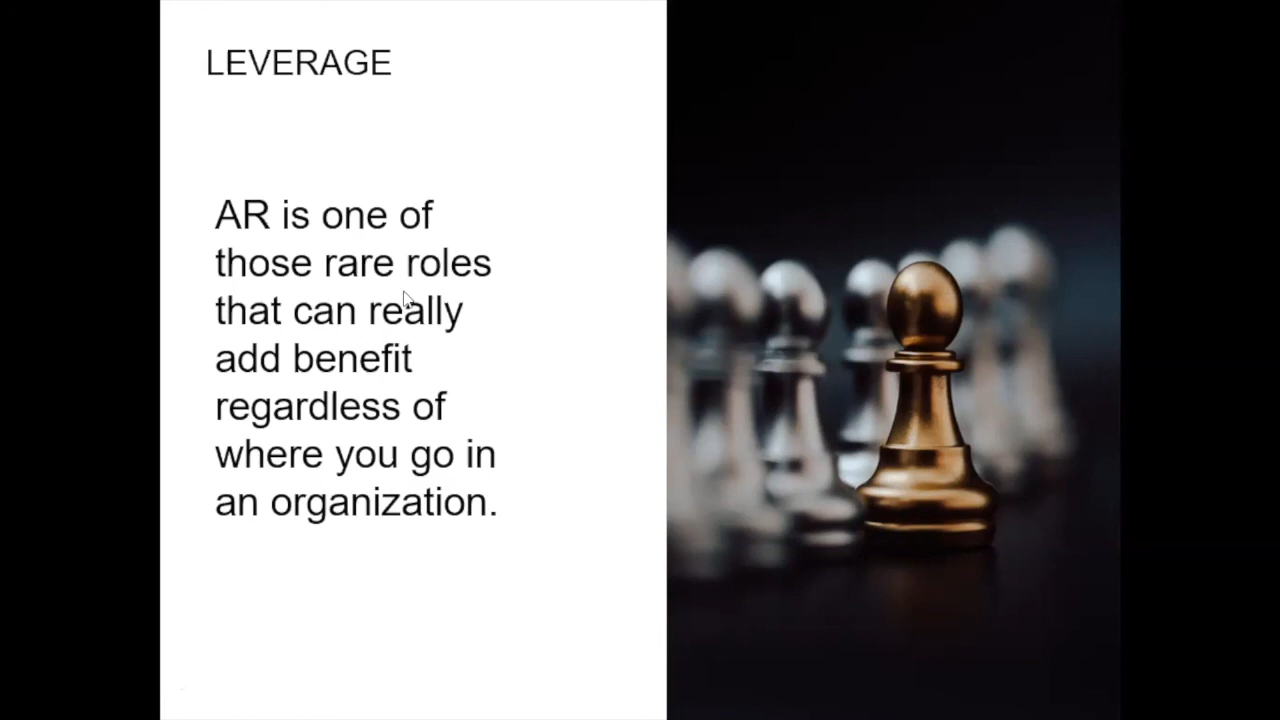 LEVERAGE
AR is one of
those rare roles
that can really
add benefit
regardless of
where you go in
an organization.